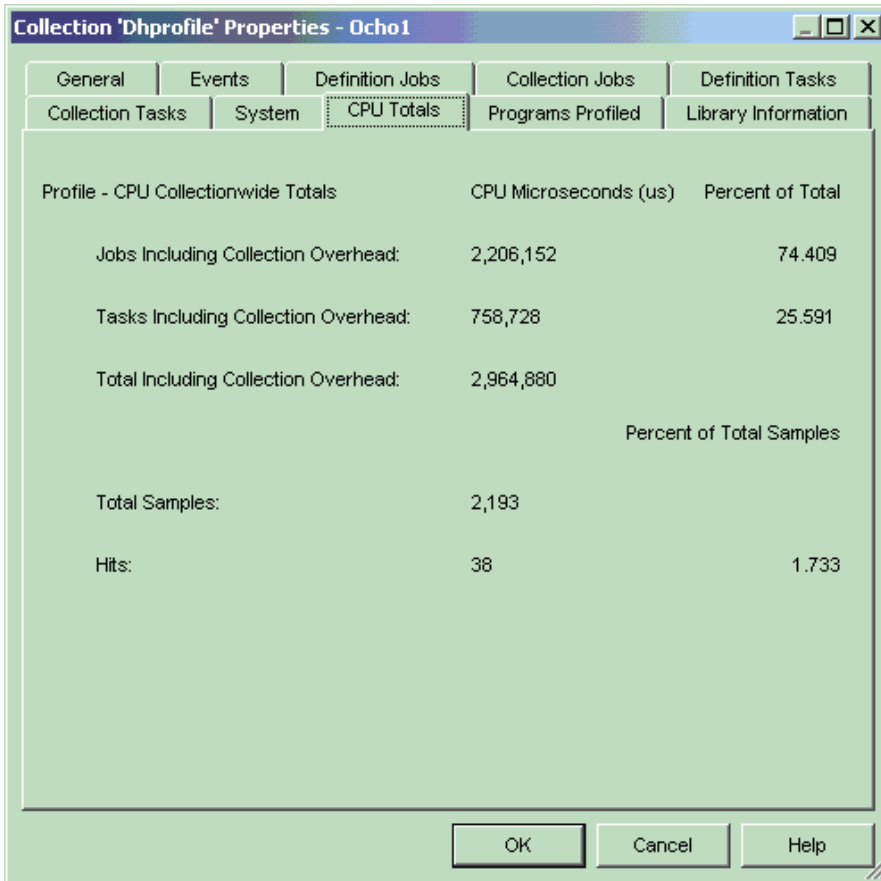 Collection 'Dhprofile' Properties - Ocho1
General Events Definition Jobs Collection Jobs Definition Tasks
Collection Tasks System CPU Totals Programs Profiled Library Information
Profile - CPU Collectionwide Totals CPU Microseconds (us) Percent of Total
Jobs Including Collection Overhead: 2,206,152 74.409
Tasks Including Collection Overhead: 758,728 25.591
Total Including Collection Overhead: 2,964,880
Percent of Total Samples
Total Samples: 2,193
Hits: 38 1.733
OK Cancel Help